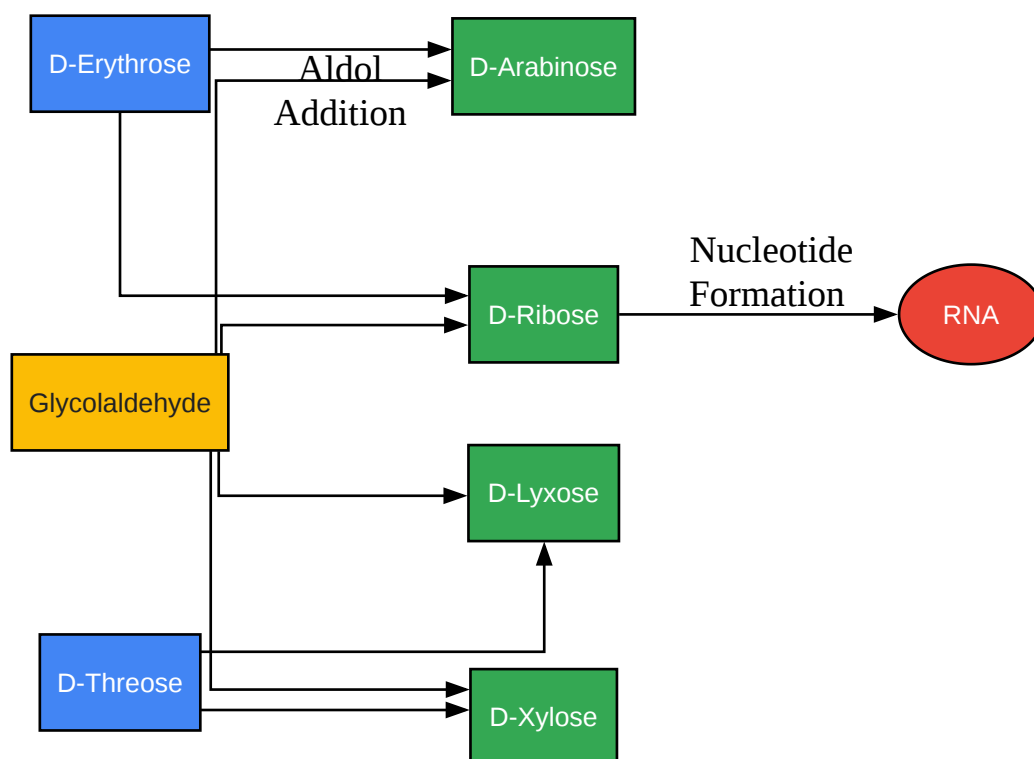 D-Erythrose
Aldol
Addition
D-Arabinose
Nucleotide
Formation
D-Ribose
RNA
Glycolaldehyde
D-Lyxose
D-Threose
D-Xylose